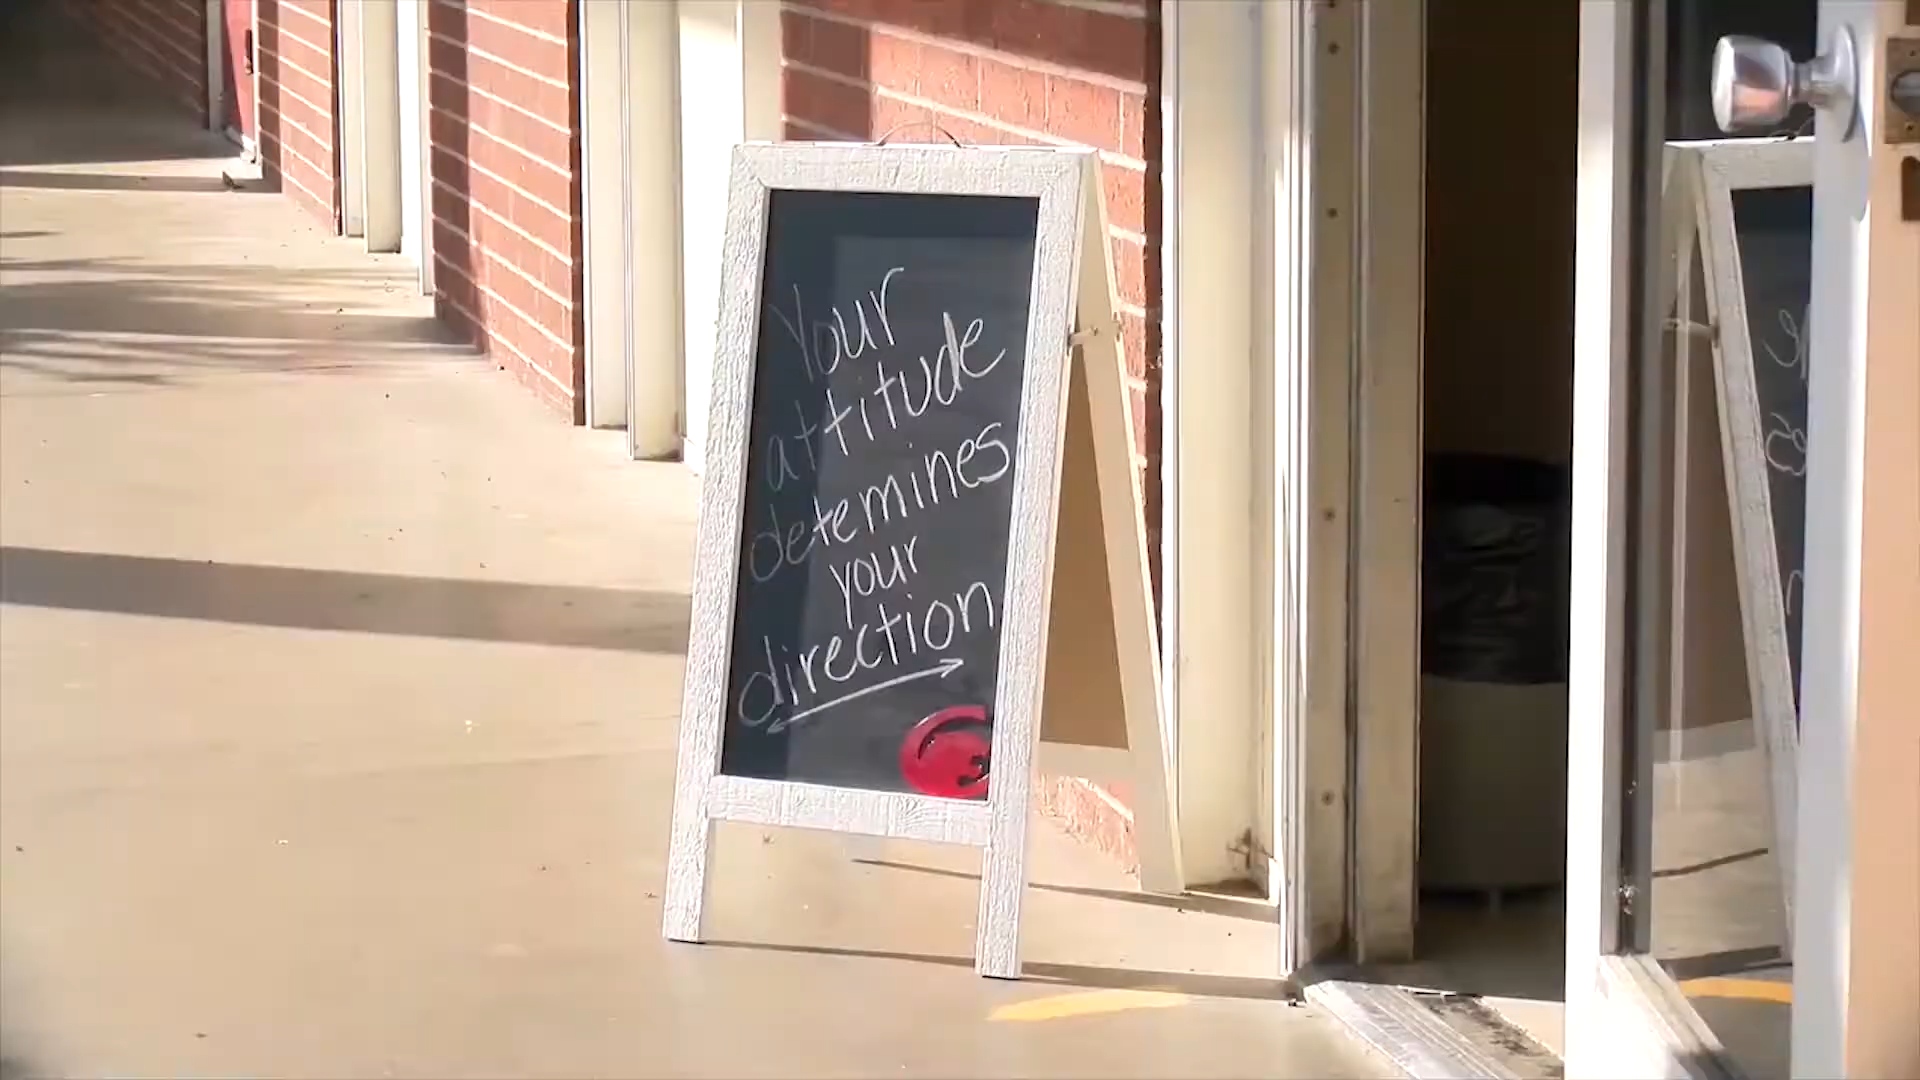 Your
attitude
detemines
your
direction